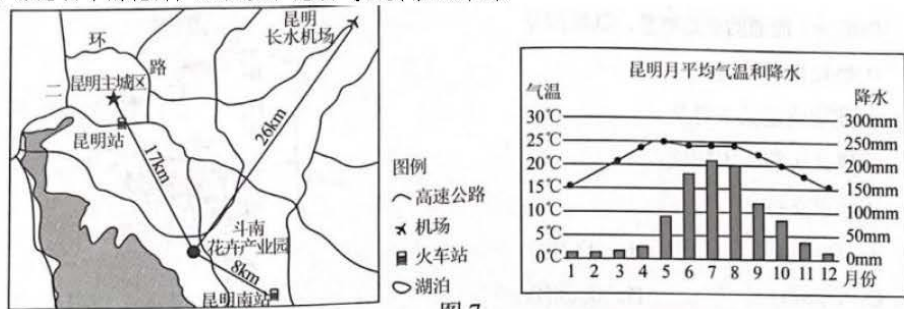 昆明
长水机场
环
路
二
昆明主城区
昆明站
17km
26km
斗南
花卉产业园
8km
昆明南站
图例
高速公路
机场
火车站
湖泊
昆明月平均气温和降水
气温
降水
30℃
300mm
25℃
250mm
20℃
200mm
15℃
150mm
10℃
100mm
5℃
50mm
0℃
0mm
1 2 3 4 5 6 7 8 9 10 11 12
月份